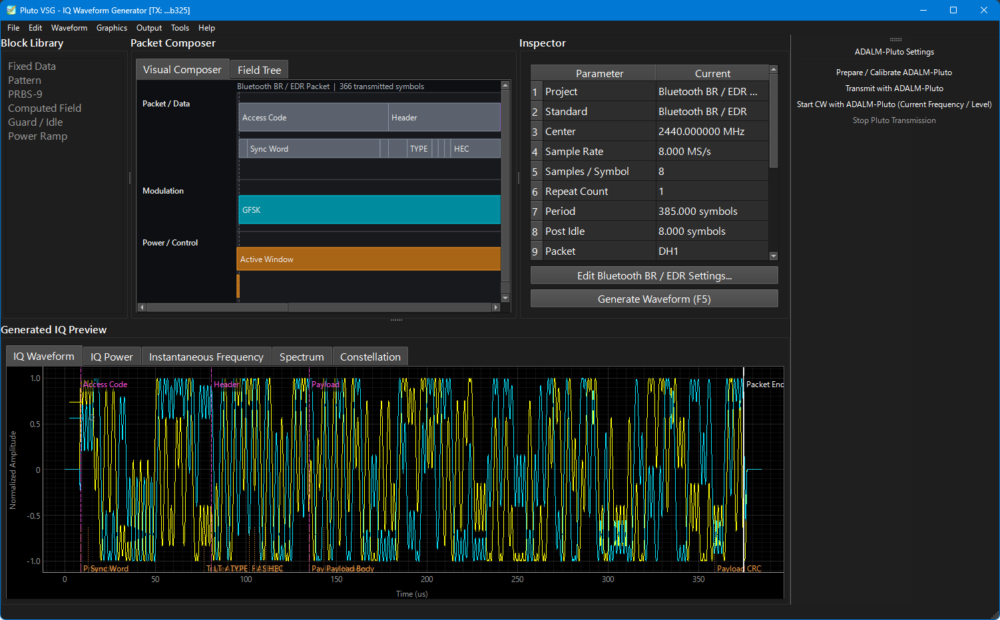 Pluto VSG - IQ Waveform Generator [TX: ...b325]
File Edit Waveform Graphics Output Tools Help
Block Library
Fixed Data
Pattern
PRBS-9
Computed Field
Guard / Idle
Power Ramp
Packet Composer
Visual Composer Field Tree
Bluetooth BR / EDR Packet | 366 transmitted symbols
Packet / Data
Access Code Header
Sync Word TYPE HEC
Modulation
GFSK
Power / Control
Active Window
Inspector
Parameter Current
1 Project Bluetooth BR / EDR ...
2 Standard Bluetooth BR / EDR
3 Center 2440.000000 MHz
4 Sample Rate 8.000 MS/s
5 Samples / Symbol 8
6 Repeat Count 1
7 Period 385.000 symbols
8 Post Idle 8.000 symbols
9 Packet DH1
Edit Bluetooth BR / EDR Settings...
Generate Waveform (F5)
ADALM-Pluto Settings
Prepare / Calibrate ADALM-Pluto
Transmit with ADALM-Pluto
Start CW with ADALM-Pluto (Current Frequency / Level)
Stop Pluto Transmission
Generated IQ Preview
IQ Waveform IQ Power Instantaneous Frequency Spectrum Constellation
Access Code Header Payload Packet End
1.0
0.5
0
-0.5
-1.0
Normalized Amplitude
Sync Word TYPE HEC Payload Body Payload CRC
0 50 100 150 200 250 300 350
Time (us)